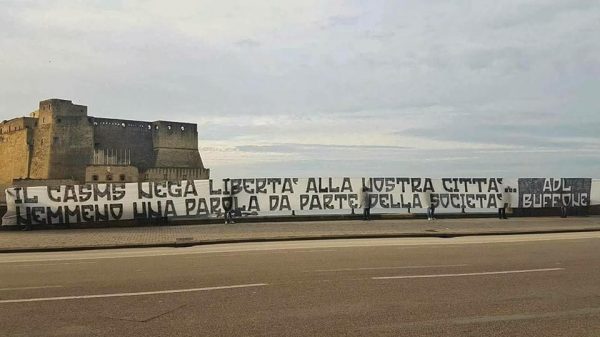 IL CASMS NEGA LIBERTA' ALLA NOSTRA CITTA'...
NEMMENO UNA PAROLA DA PARTE DELLA SOCIETA'
ADL
BUFFONE